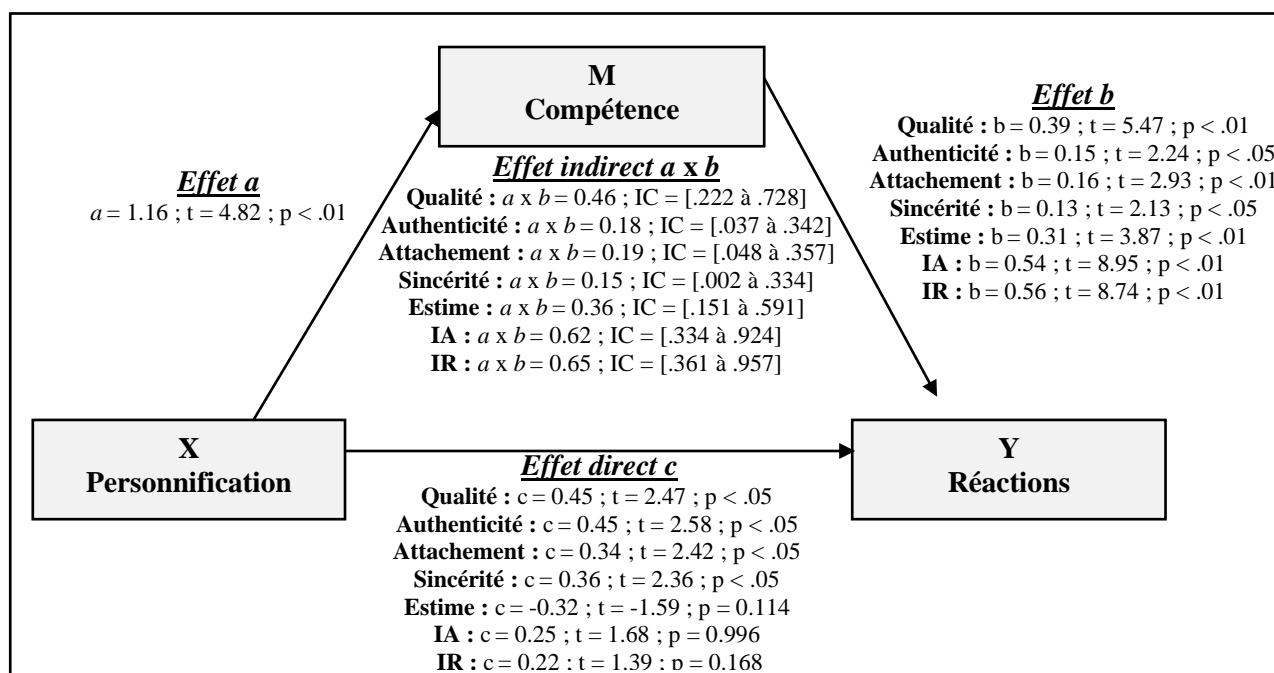 M
Compétence
Effet a
a = 1.16 ; t = 4.82 ; p < .01
Effet indirect a x b
Qualité : a x b = 0.46 ; IC = [.222 à .728]
Authenticité : a x b = 0.18 ; IC = [.037 à .342]
Attachement : a x b = 0.19 ; IC = [.048 à .357]
Sincérité : a x b = 0.15 ; IC = [.002 à .334]
Estime : a x b = 0.36 ; IC = [.151 à .591]
IA : a x b = 0.62 ; IC = [.334 à .924]
IR : a x b = 0.65 ; IC = [.361 à .957]
Effet b
Qualité : b = 0.39 ; t = 5.47 ; p < .01
Authenticité : b = 0.15 ; t = 2.24 ; p < .05
Attachement : b = 0.16 ; t = 2.93 ; p < .01
Sincérité : b = 0.13 ; t = 2.13 ; p < .05
Estime : b = 0.31 ; t = 3.87 ; p < .01
IA : b = 0.54 ; t = 8.95 ; p < .01
IR : b = 0.56 ; t = 8.74 ; p < .01
X
Personnification
Y
Réactions
Effet direct c
Qualité : c = 0.45 ; t = 2.47 ; p < .05
Authenticité : c = 0.45 ; t = 2.58 ; p < .05
Attachement : c = 0.34 ; t = 2.42 ; p < .05
Sincérité : c = 0.36 ; t = 2.36 ; p < .05
Estime : c = -0.32 ; t = -1.59 ; p = 0.114
IA : c = 0.25 ; t = 1.68 ; p = 0.996
IR : c = 0.22 ; t = 1.39 ; p = 0.168